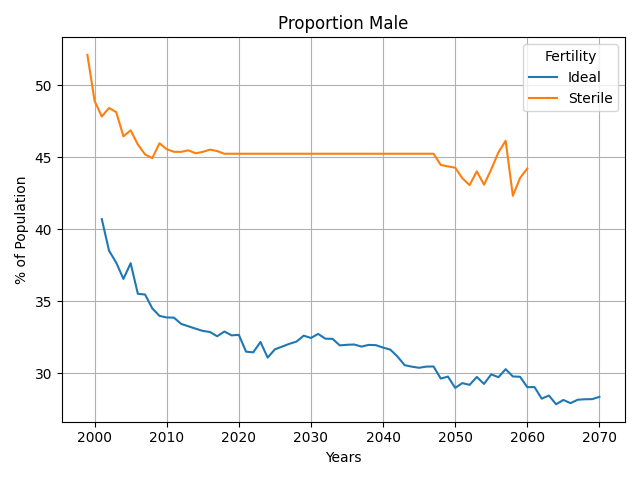 Proportion Male
Fertility
Ideal
Sterile
% of Population
50
45
40
35
30
2000 2010 2020 2030 2040 2050 2060 2070
Years